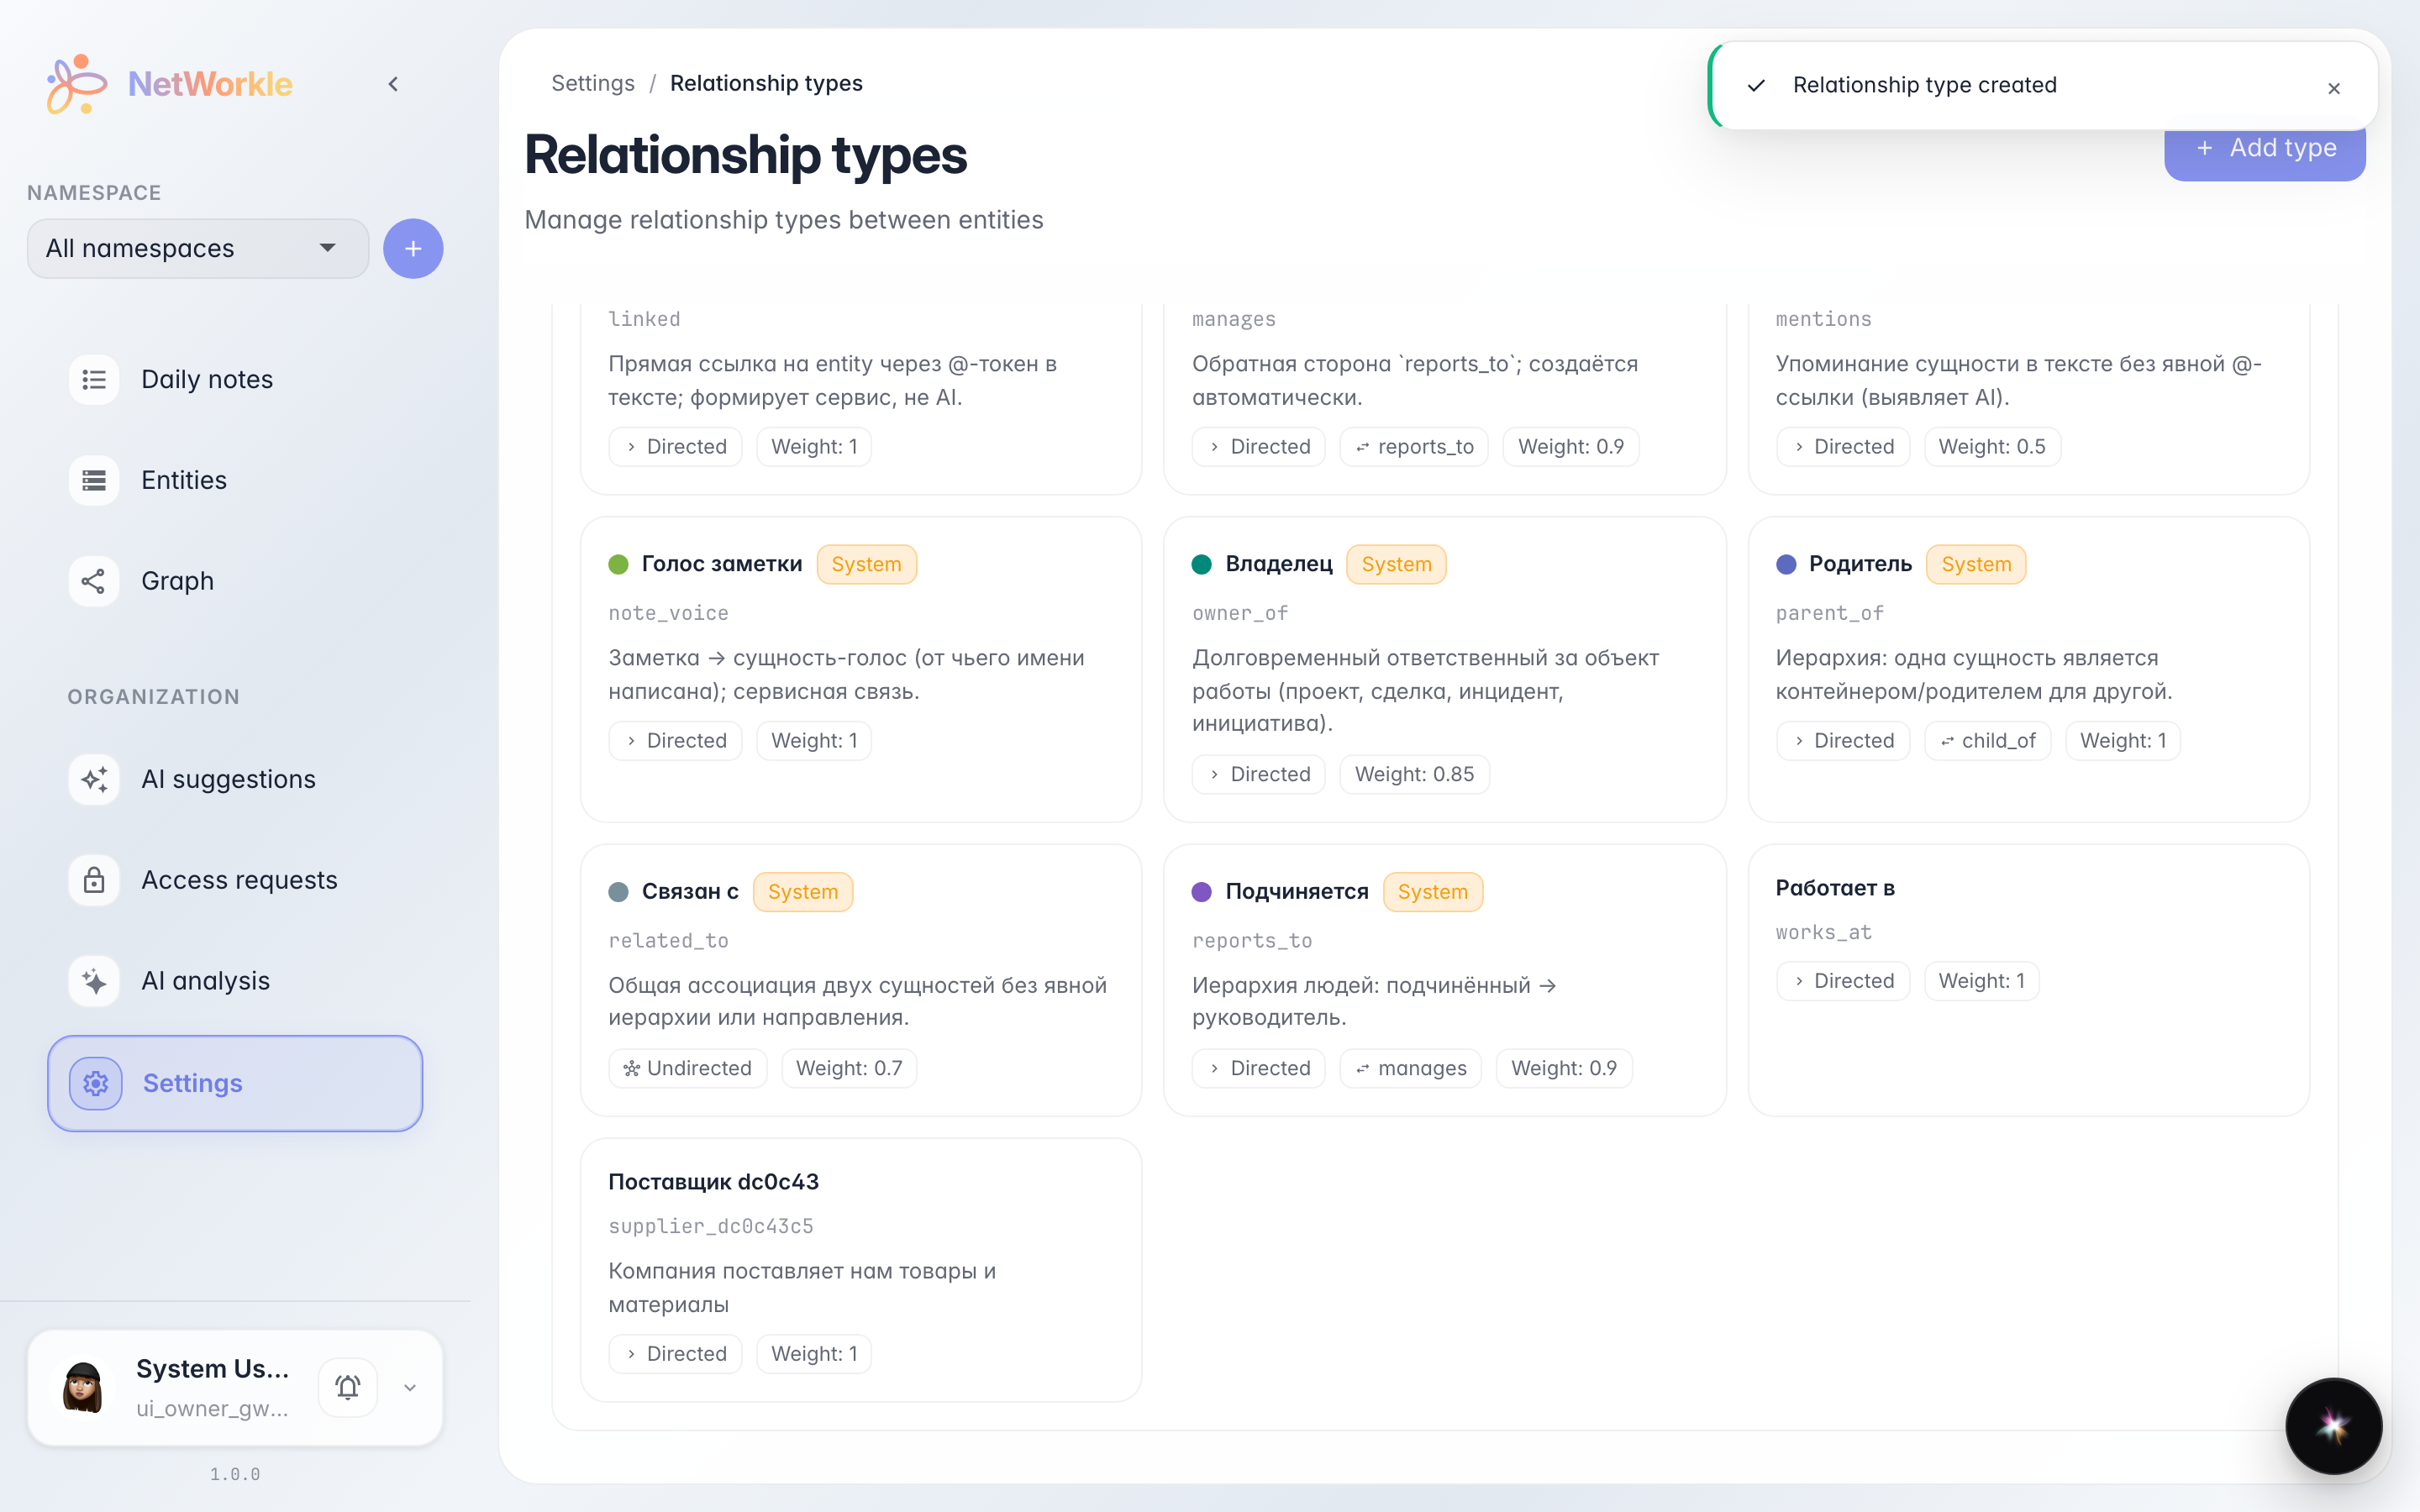 NetWorkle
NAMESPACE
All namespaces
Daily notes
Entities
Graph
ORGANIZATION
AI suggestions
Access requests
AI analysis
Settings
System Us...
ui_owner_gw...
1.0.0
Settings / Relationship types
Relationship type created
Relationship types
Add type
Manage relationship types between entities
linked
Прямая ссылка на entity через @-токен в
тексте; формирует сервис, не AI.
Directed
Weight: 1
manages
Обратная сторона `reports_to`; создаётся
автоматически.
Directed
reports_to
Weight: 0.9
mentions
Упоминание сущности в тексте без явной @-
ссылки (выявляет AI).
Directed
Weight: 0.5
Голос заметки
System
note_voice
Заметка → сущность-голос (от чьего имени
написана); сервисная связь.
Directed
Weight: 1
Владелец
System
owner_of
Долговременный ответственный за объект
работы (проект, сделка, инцидент,
инициатива).
Directed
Weight: 0.85
Родитель
System
parent_of
Иерархия: одна сущность является
контейнером/родителем для другой.
Directed
child_of
Weight: 1
Связан с
System
related_to
Общая ассоциация двух сущностей без явной
иерархии или направления.
Undirected
Weight: 0.7
Подчиняется
System
reports_to
Иерархия людей: подчинённый →
руководитель.
Directed
manages
Weight: 0.9
Работает в
works_at
Directed
Weight: 1
Поставщик dc0c43
supplier_dc0c43c5
Компания поставляет нам товары и
материалы
Directed
Weight: 1